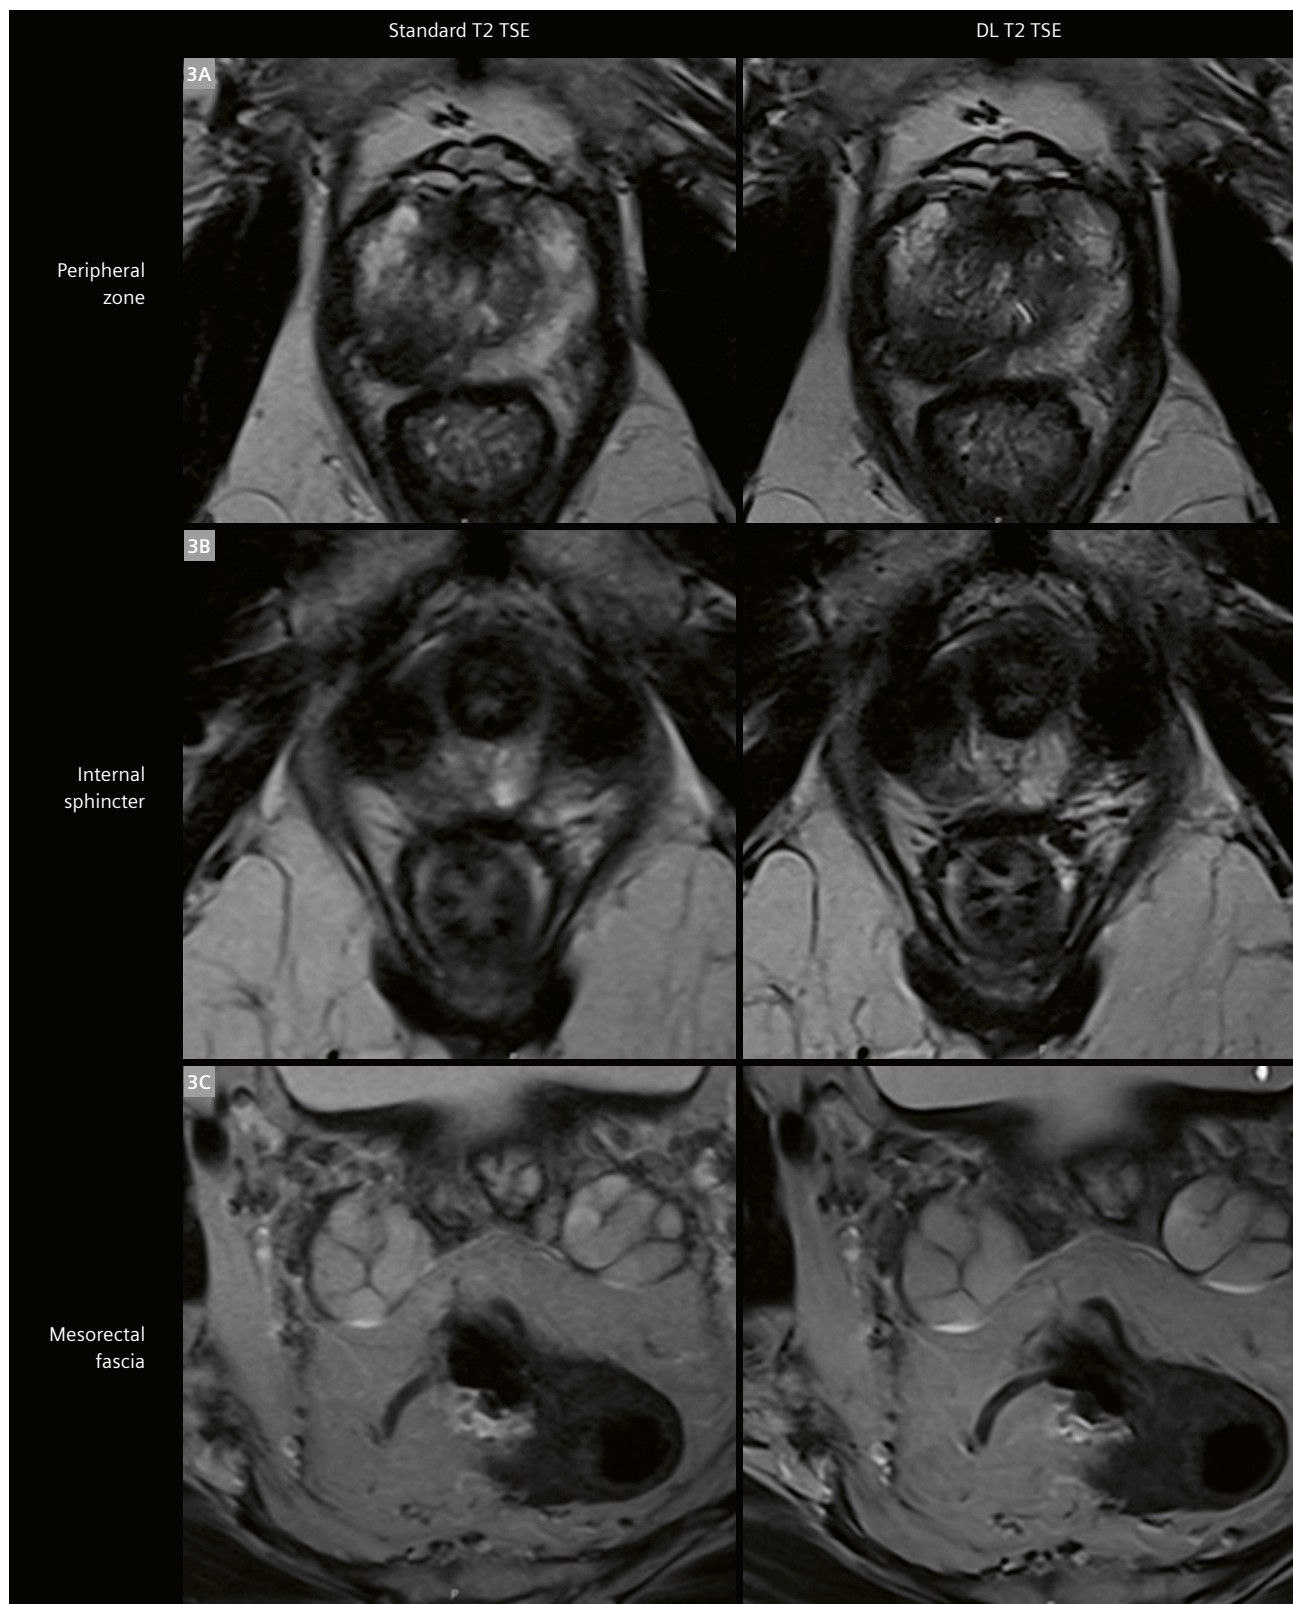 Standard T2 TSE
DL T2 TSE
3A
Peripheral
zone
3B
Internal
sphincter
3C
Mesorectal
fascia
P